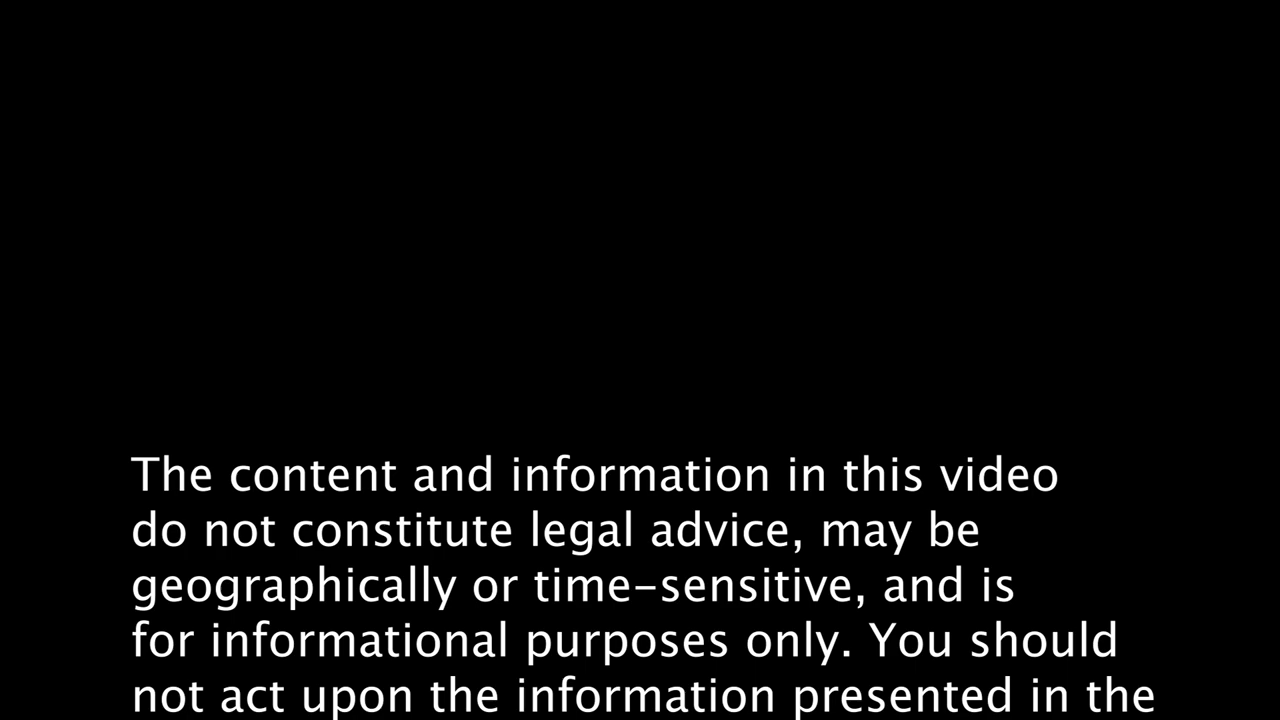 The content and information in this video
do not constitute legal advice, may be
geographically or time-sensitive, and is
for informational purposes only. You should
not act upon the information presented in the